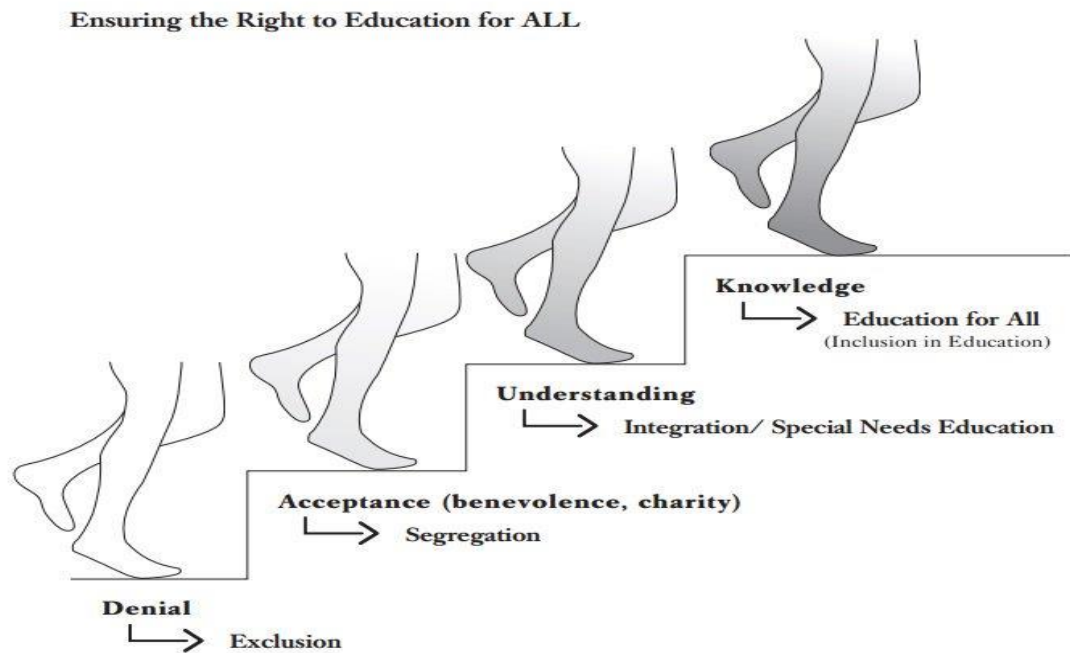 Ensuring the Right to Education for ALL
Knowledge
Education for All
(Inclusion in Education)
Understanding
Integration/ Special Needs Education
Acceptance (benevolence, charity)
Segregation
Denial
Exclusion